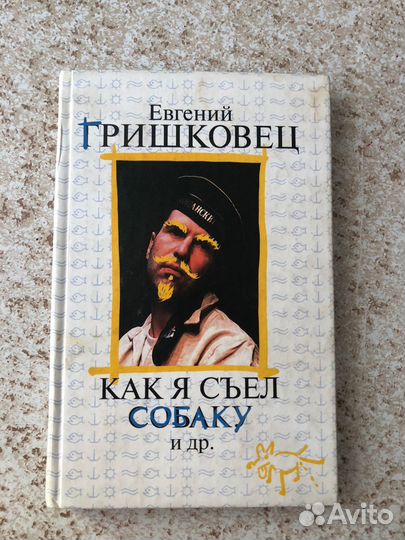 Евгений
ГРИШКОВЕЦ
КАК Я СЪЕЛ
СОБАКУ
и др.
Avito